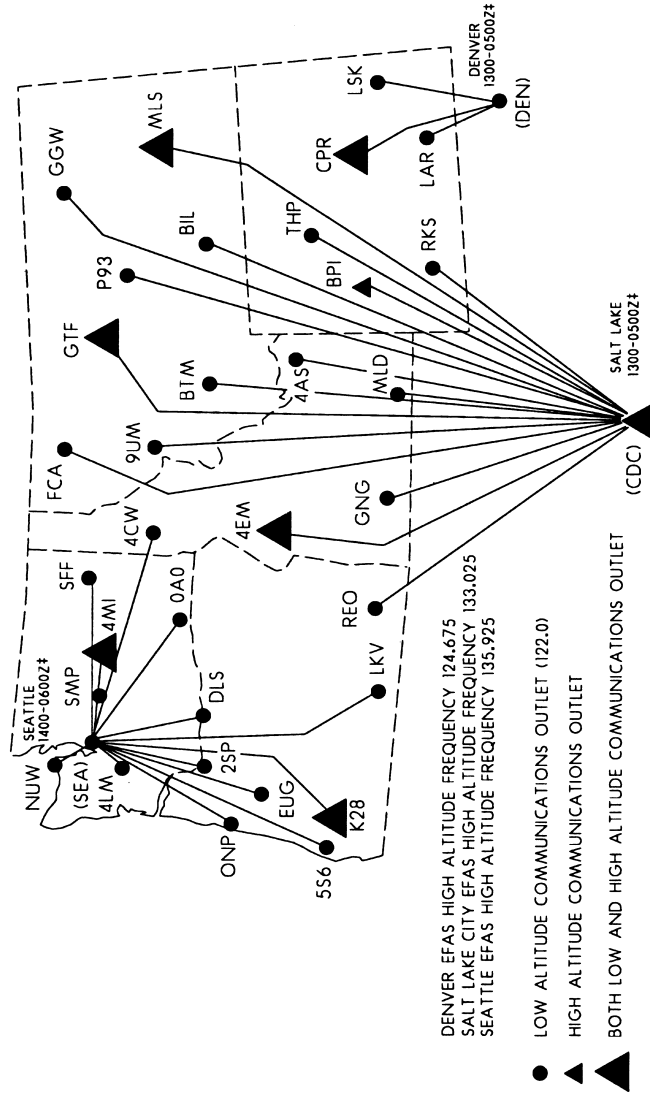 NUW
SEATTLE
1400-0600Z‡
(SEA)
4LM
SMP
4MI
SFF
4CW
0A0
ONP
2SP
DLS
EUG
5S6
K28
LKV
REO
FCA
GTF
P93
GGW
9UM
BTM
BIL
MLS
4EM
4AS
BPI
THP
CPR
LSK
GNG
MLD
RKS
LAR
DENVER
1300-0500Z‡
(DEN)
SALT LAKE
1300-0500Z‡
(CDC)
DENVER EFAS HIGH ALTITUDE FREQUENCY 124.675
SALT LAKE CITY EFAS HIGH ALTITUDE FREQUENCY 133.025
SEATTLE EFAS HIGH ALTITUDE FREQUENCY 135.925
LOW ALTITUDE COMMUNICATIONS OUTLET (122.0)
HIGH ALTITUDE COMMUNICATIONS OUTLET
BOTH LOW AND HIGH ALTITUDE COMMUNICATIONS OUTLET